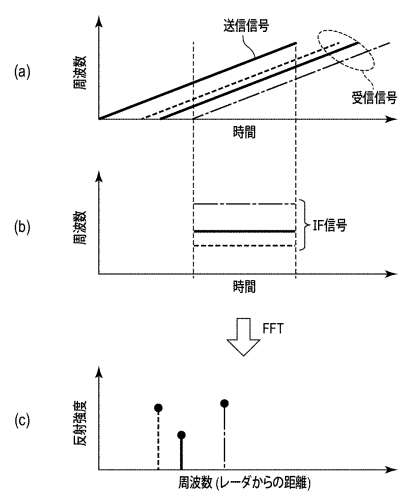 送信信号
(a)
周波数
受信信号
時間
(b)
周波数
IF信号
時間
FFT
(c)
反射強度
周波数 (レーダからの距離)